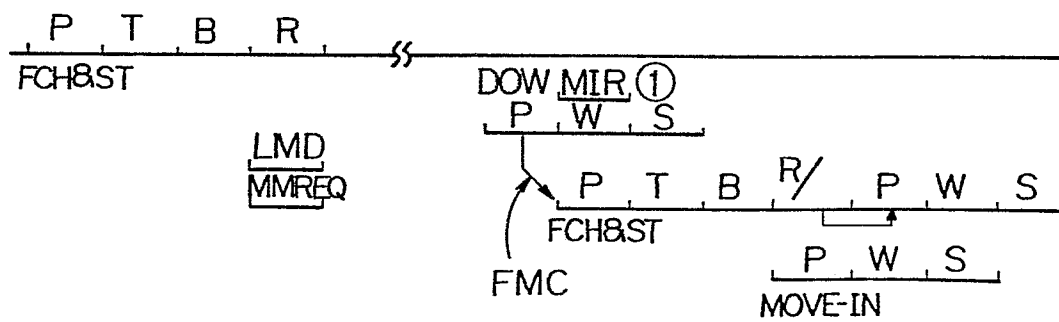 P T B R
FCH&ST
DOW MIR ①
P W S
LMD
MMREQ
P T B R/ P W S
FCH&ST
FMC
P W S
MOVE-IN